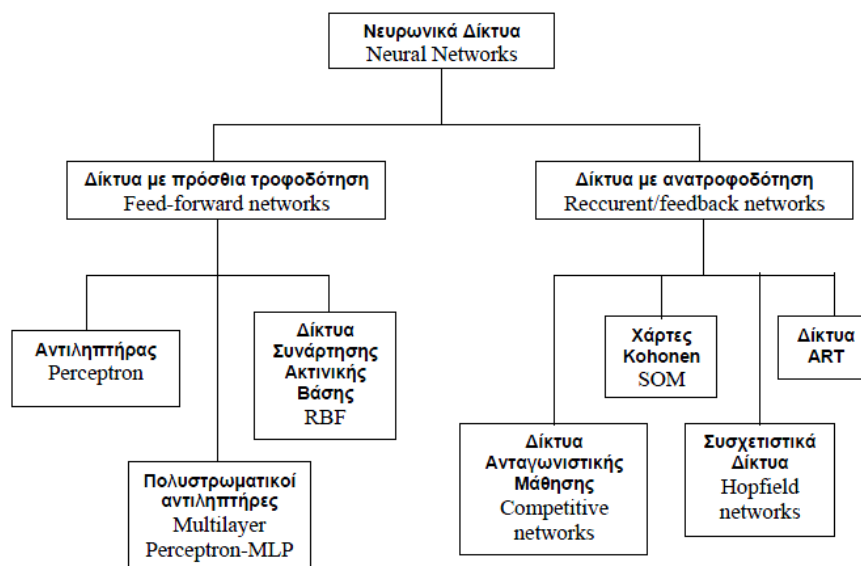 Νευρωνικά Δίκτυα
Neural Networks
Δίκτυα με πρόσθια τροφοδότηση
Feed-forward networks
Δίκτυα με ανατροφοδότηση
Reccurent/feedback networks
Αντιληπτήρας
Perceptron
Δίκτυα
Συνάρτησης
Ακτινικής
Βάσης
RBF
Χάρτες
Kohonen
SOM
Δίκτυα
ART
Πολυστρωματικοί
αντιληπτήρες
Multilayer
Perceptron-MLP
Δίκτυα
Ανταγωνιστικής
Μάθησης
Competitive
networks
Συσχετιστικά
Δίκτυα
Hopfield
networks